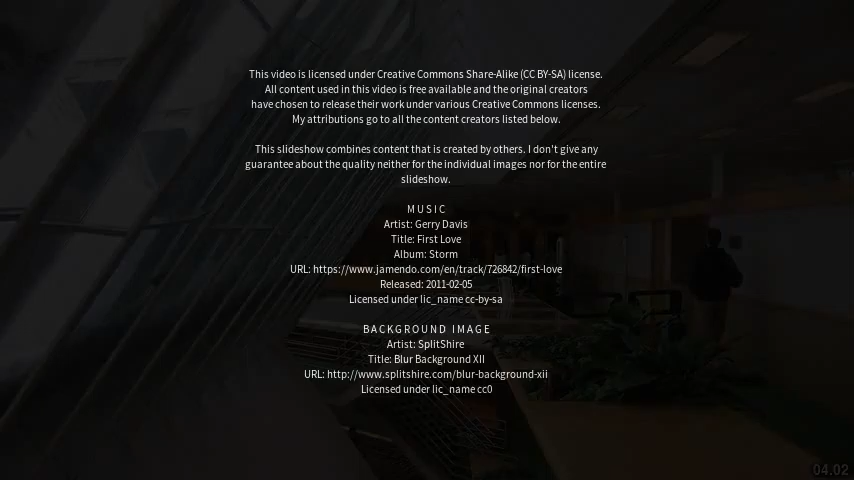 This video is licensed under Creative Commons Share-Alike (CC BY-SA) license.
All content used in this video is free available and the original creators
have chosen to release their work under various Creative Commons licenses.
My attributions go to all the content creators listed below.
This slideshow combines content that is created by others. I don't give any
guarantee about the quality neither for the individual images nor for the entire
slideshow.
MUSIC
Artist: Gerry Davis
Title: First Love
Album: Storm
URL: https://www.jamendo.com/en/track/726842/first-love
Released: 2011-02-05
Licensed under lic_name cc-by-sa
BACKGROUND IMAGE
Artist: SplitShire
Title: Blur Background XII
URL: http://www.splitshire.com/blur-background-xii
Licensed under lic_name cc0
04.02